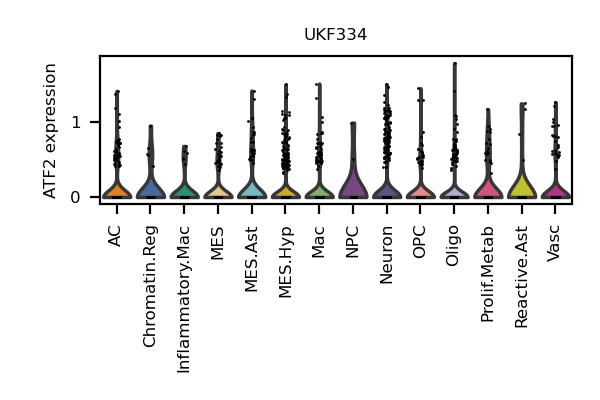 UKF334
ATF2 expression
1
0
AC
Chromatin.Reg
Inflammatory.Mac
MES
MES.Ast
MES.Hyp
Mac
NPC
Neuron
OPC
Oligo
Prolif.Metab
Reactive.Ast
Vasc